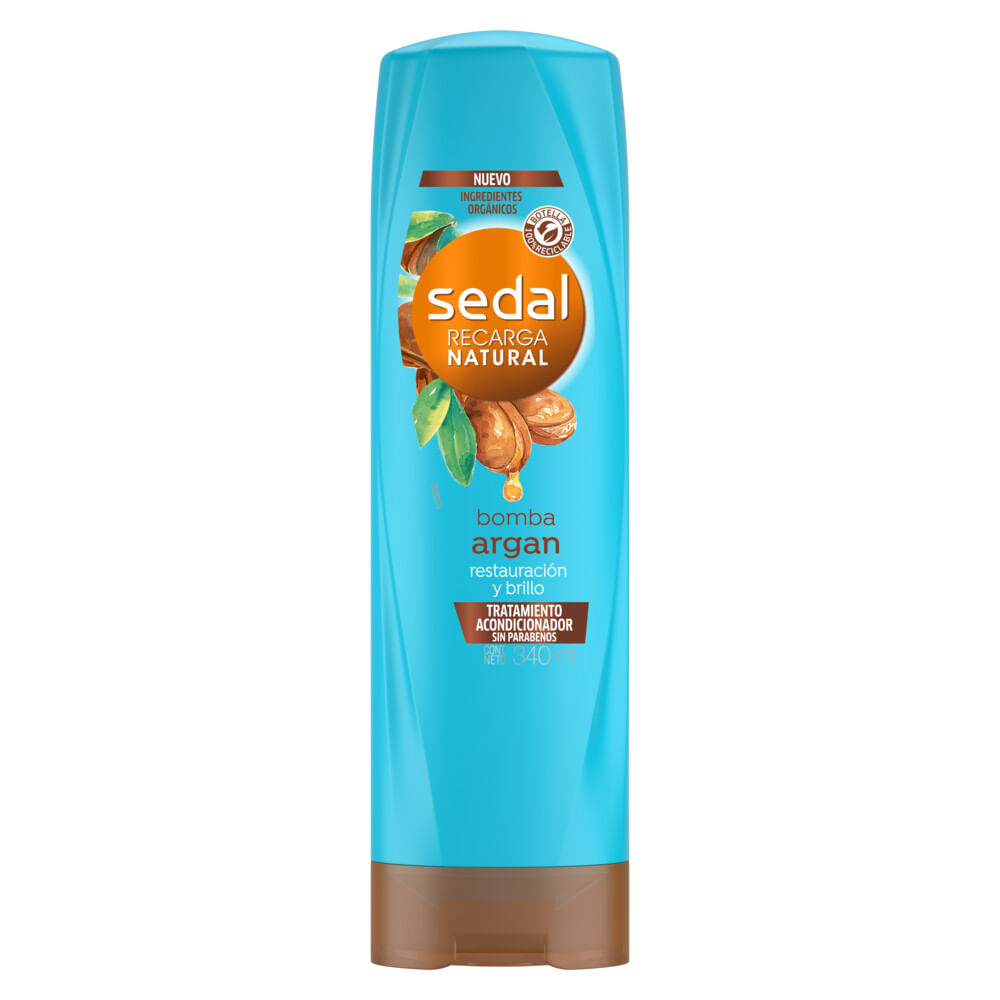 NUEVO
INGREDIENTES
ORGÁNICOS
BOTELLA
100% RECICLABLE
sedal
RECARGA
NATURAL
bomba
argan
restauración
y brillo
TRATAMIENTO
ACONDICIONADOR
SIN PARABENOS
CONT.
NETO 340 ml